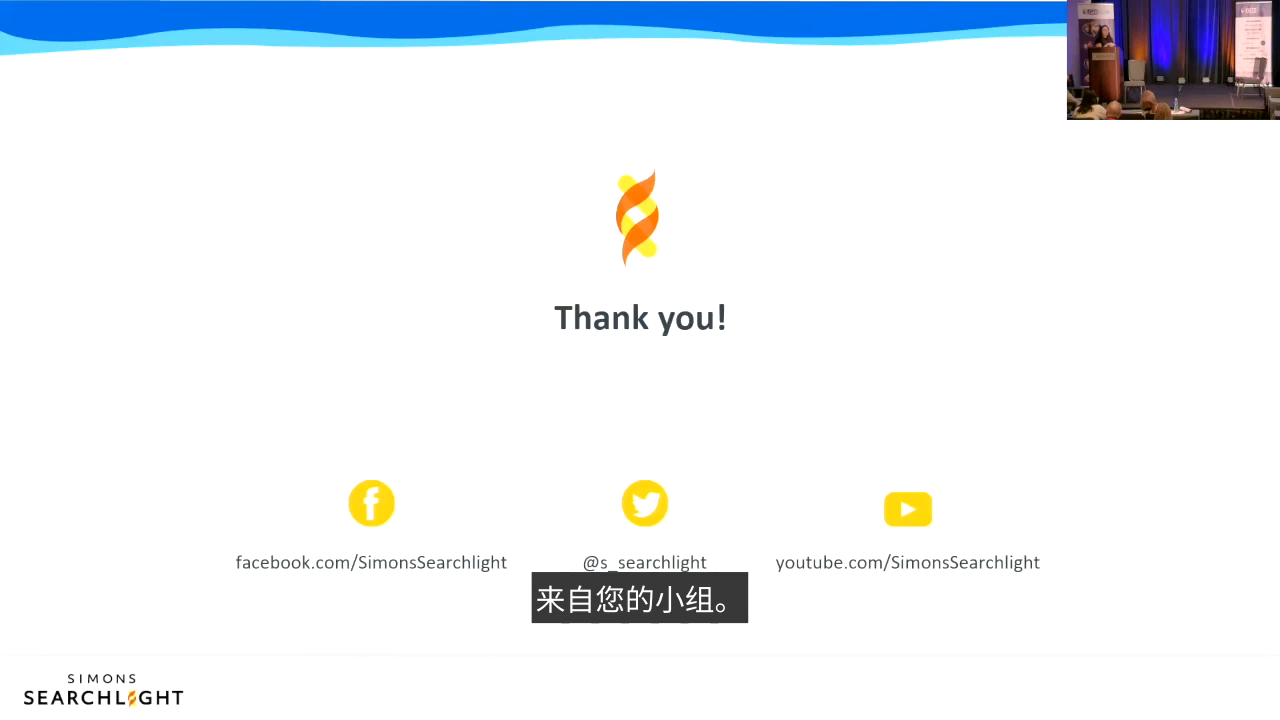 Thank you!
facebook.com/SimonsSearchlight
@s_searchlight
youtube.com/SimonsSearchlight
来自您的小组。
SIMONS
SEARCHLIGHT